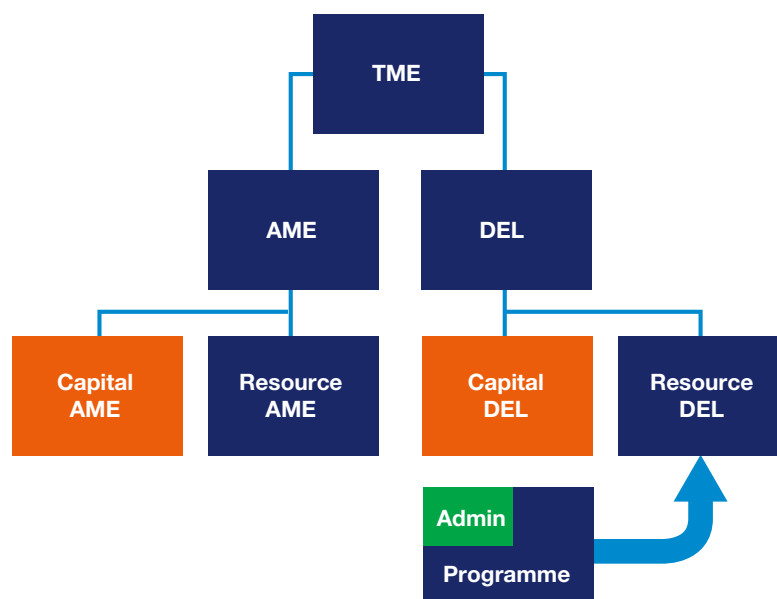 TME
AME
DEL
Capital
AME
Resource
AME
Capital
DEL
Resource
DEL
Admin
Programme